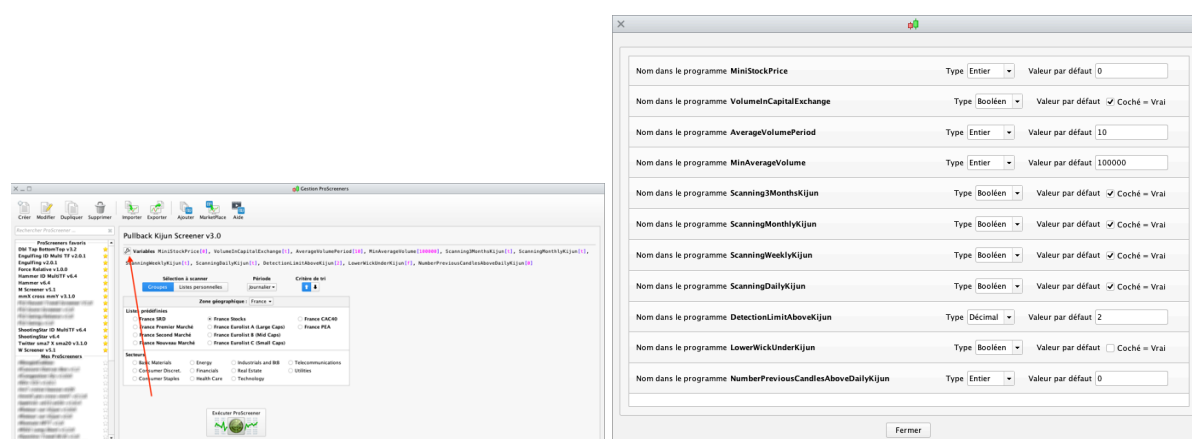 Gestion ProScreeners
Créer Modifier Dupliquer Supprimer Importer Exporter Ajouter MarketPlace Aide
Rechercher ProScreener ...
ProScreeners favoris
DW Tap BottomTop v3.2
Engulfing ID Multi TF v2.0.1
Engulfing v2.0.1
Force Relative v1.0.0
Hammer ID MultiTF v6.4
Hammer v6.4
M Screener v5.1
mmX cross mmY v3.1.0
ShootingStar ID MultiTF v6.4
ShootingStar v6.4
Twitter sma7 X sma20 v3.1.0
W Screener v5.1
Mes ProScreeners
Pullback Kijun Screener v3.0
Variables MiniStockPrice[0], VolumeInCapitalExchange[t], AverageVolumePeriod[10], MinAverageVolume[100000], Scanning3MonthsKijun[t], ScanningMonthlyKijun[t],
ScanningWeeklyKijun[t], ScanningDailyKijun[t], DetectionLimitAboveKijun[2], LowerWickUnderKijun[f], NumberPreviousCandlesAboveDailyKijun[0]
Sélection à scanner Période Critère de tri
Groupes Listes personnelles Journalier
Zone géographique : France
Listes prédéfinies
France SRD France Stocks France CAC40
France Premier Marché France Eurolist A (Large Caps) France PEA
France Second Marché France Eurolist B (Mid Caps)
France Nouveau Marché France Eurolist C (Small Caps)
Secteurs
Basic Materials Energy Industrials and BtB Telecommunications
Consumer Discret. Financials Real Estate Utilities
Consumer Staples Health Care Technology
Exécuter ProScreener
Nom dans le programme MiniStockPrice Type Entier Valeur par défaut 0
Nom dans le programme VolumeInCapitalExchange Type Booléen Valeur par défaut Coché = Vrai
Nom dans le programme AverageVolumePeriod Type Entier Valeur par défaut 10
Nom dans le programme MinAverageVolume Type Entier Valeur par défaut 100000
Nom dans le programme Scanning3MonthsKijun Type Booléen Valeur par défaut Coché = Vrai
Nom dans le programme ScanningMonthlyKijun Type Booléen Valeur par défaut Coché = Vrai
Nom dans le programme ScanningWeeklyKijun Type Booléen Valeur par défaut Coché = Vrai
Nom dans le programme ScanningDailyKijun Type Booléen Valeur par défaut Coché = Vrai
Nom dans le programme DetectionLimitAboveKijun Type Décimal Valeur par défaut 2
Nom dans le programme LowerWickUnderKijun Type Booléen Valeur par défaut Coché = Vrai
Nom dans le programme NumberPreviousCandlesAboveDailyKijun Type Entier Valeur par défaut 0
Fermer